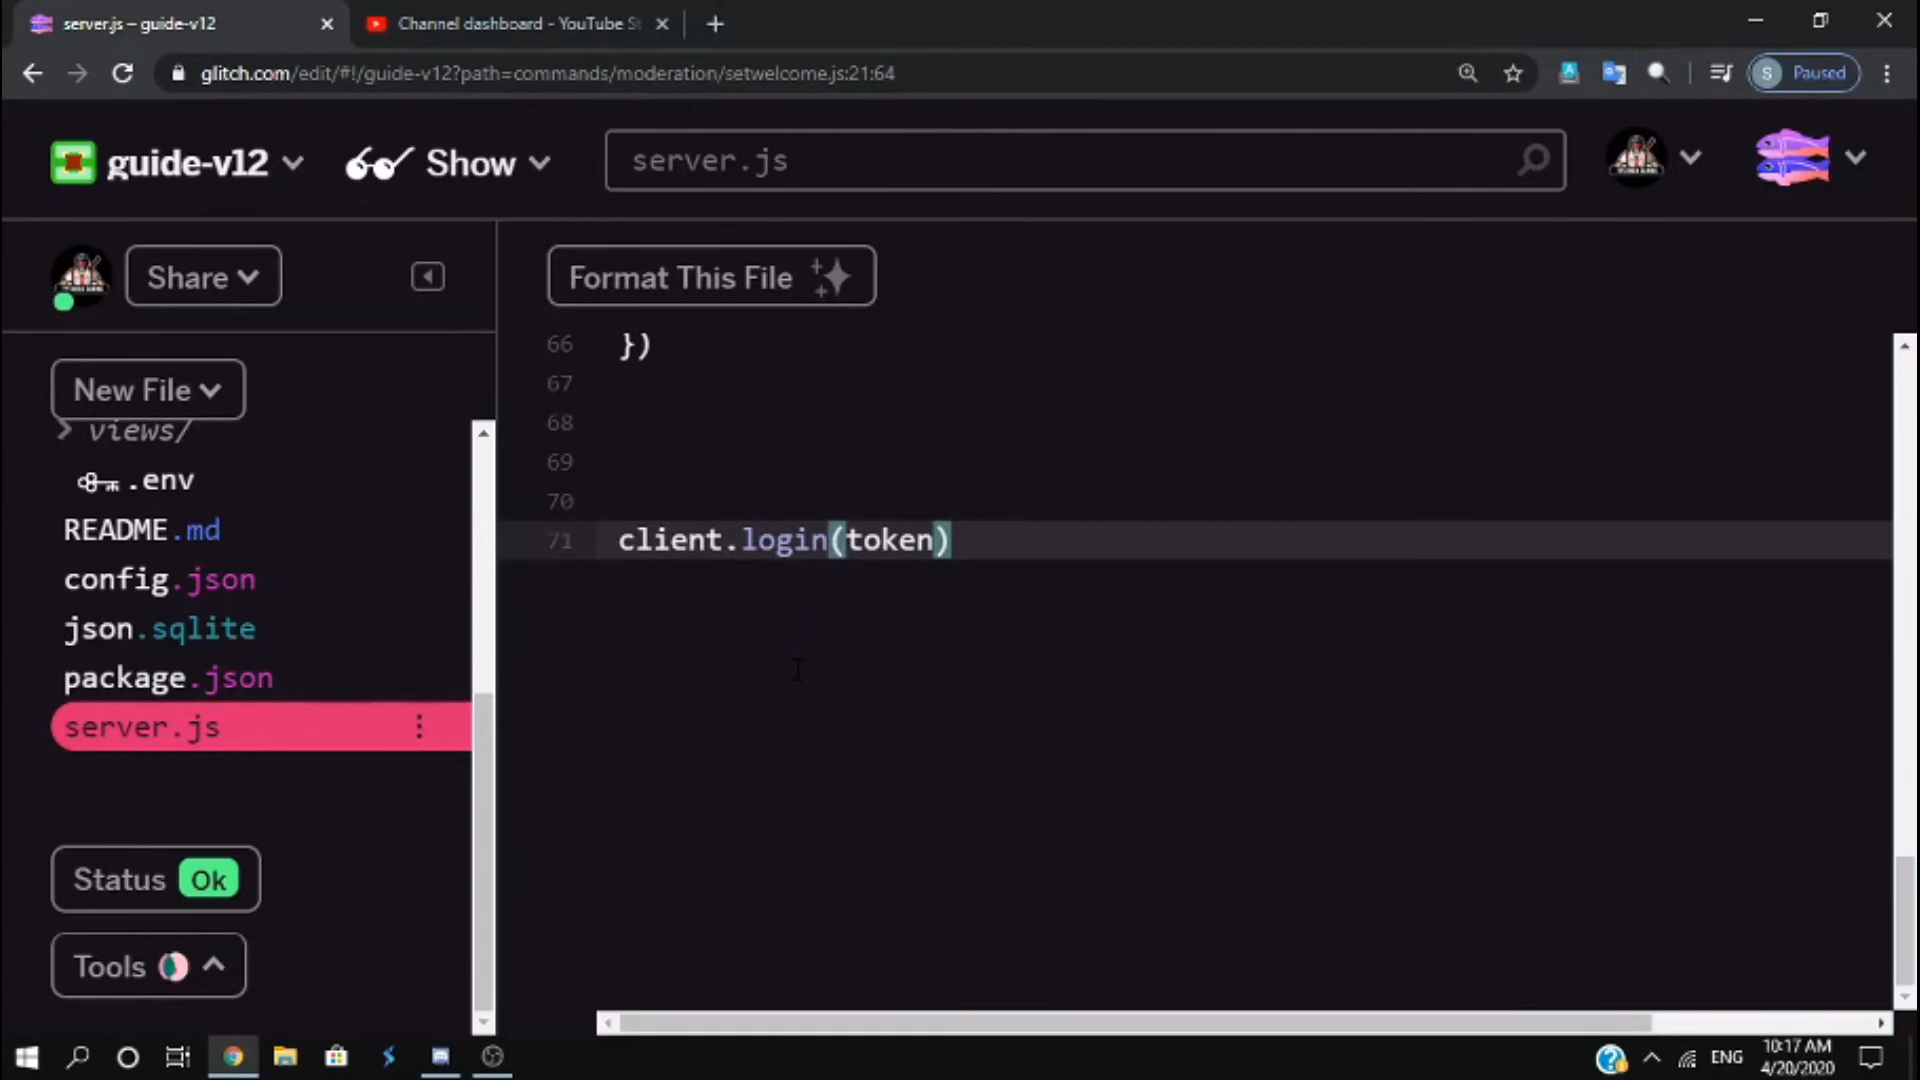 server.js – guide-v12
Channel dashboard - YouTube St
glitch.com/edit/#!/guide-v12?path=commands/moderation/setwelcome.js:21:64
S Paused
guide-v12
Show
server.js
Share
Format This File
New File
views/
.env
README.md
config.json
json.sqlite
package.json
server.js
66 })
67
68
69
70
71 client.login(token)
Status Ok
Tools
ENG
10:17 AM
4/20/2020